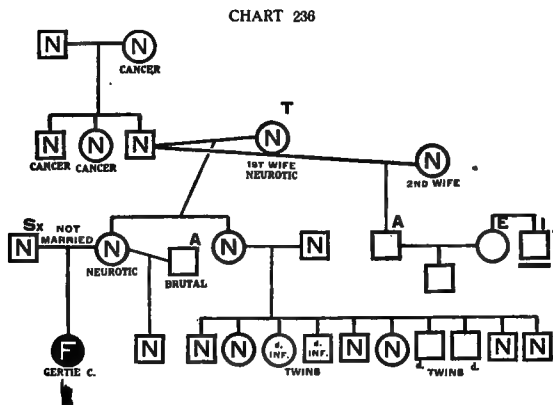 CHART 236
N N
CANCER
N N N
CANCER CANCER
T
N
1ST WIFE
NEUROTIC
N
2ND WIFE
Sx NOT
MARRIED
N N
NEUROTIC
A
BRUTAL
N N
A E
F
GERTIE C.
N
N N d. INF. d. INF. N N d. d. N N
TWINS TWINS